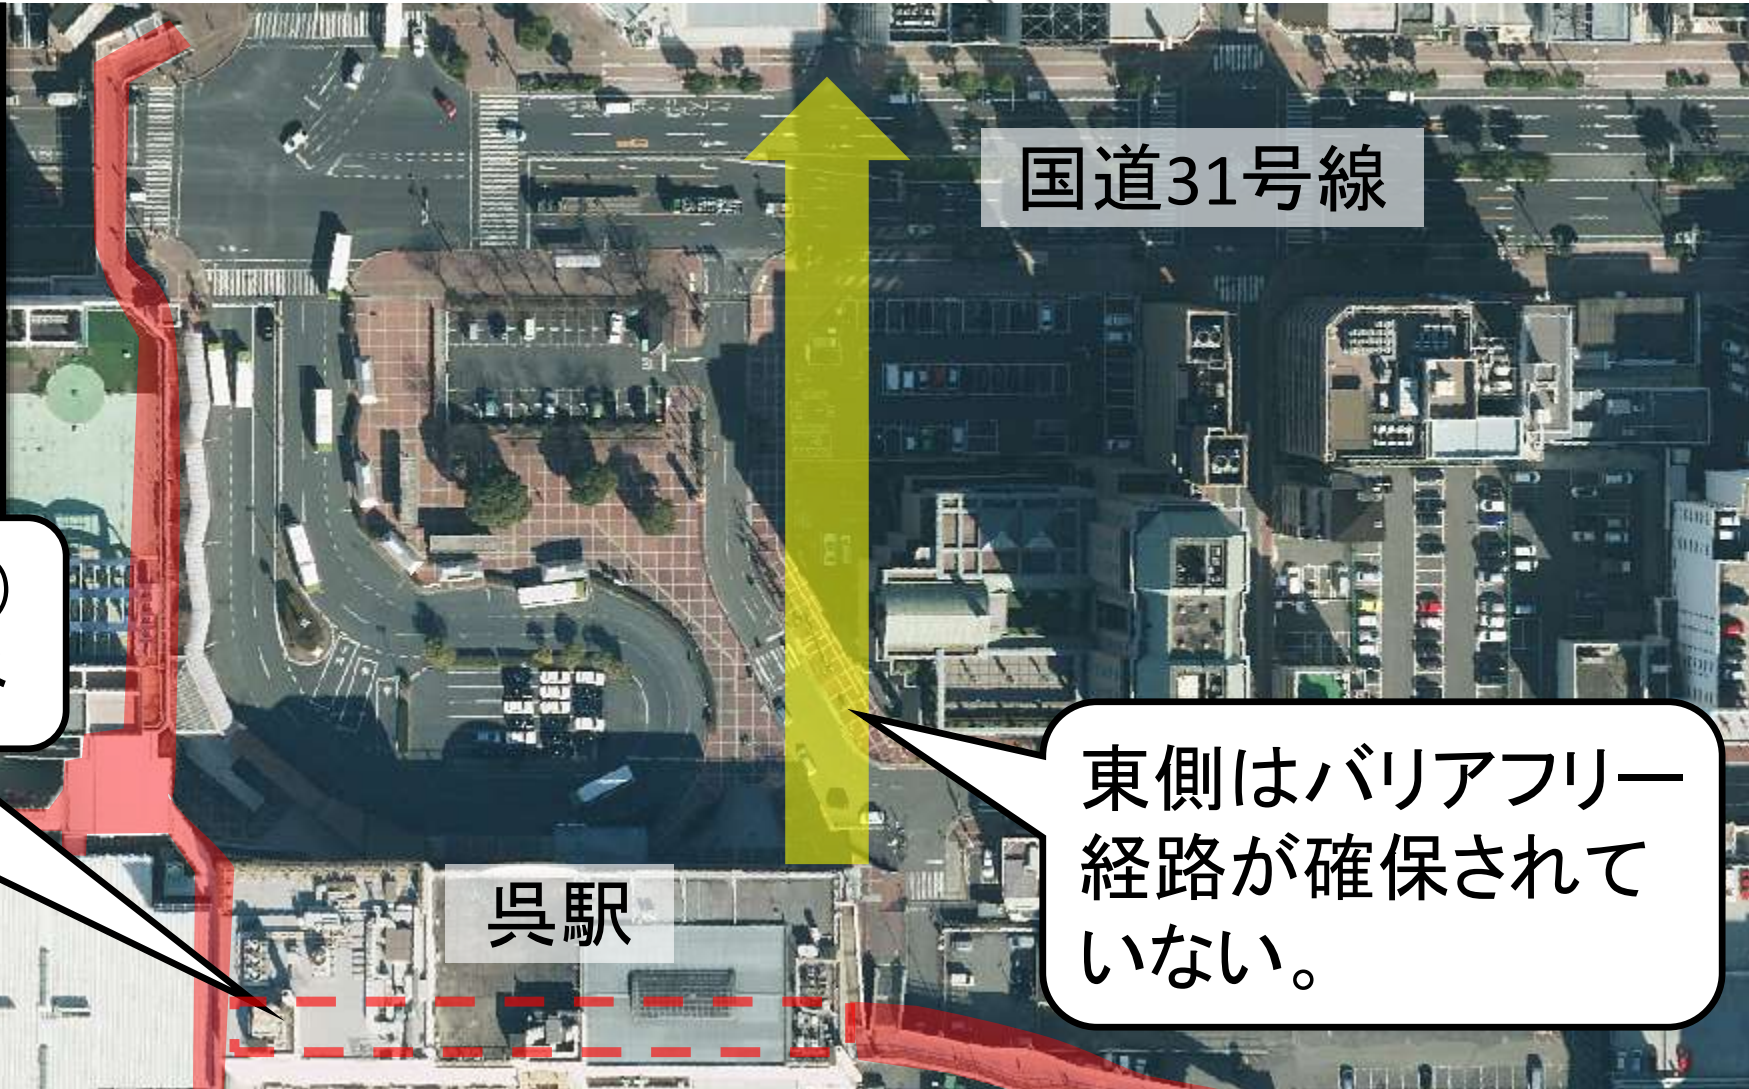 国道31号線
東側はバリアフリー
経路が確保されて
いない。
呉駅